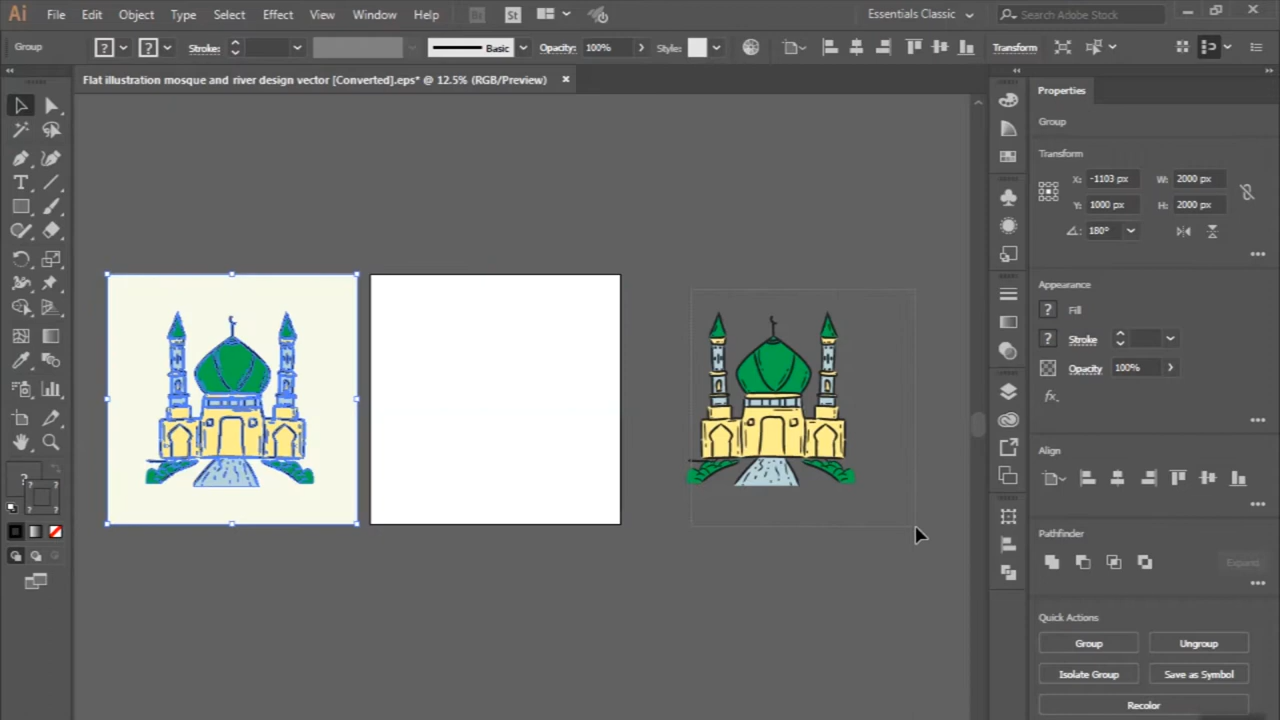 Ai File Edit Object Type Select Effect View Window Help Br St Essentials Classic Search Adobe Stock
Group ? ? Stroke: Basic Opacity: 100% Style: Transform
Flat illustration mosque and river design vector [Converted].eps* @ 12.5% (RGB/Preview)
Properties
Group
Transform
X: -1103 px W: 2000 px
Y: 1000 px H: 2000 px
180°
Appearance
? Fill
? Stroke
Opacity 100%
fx
Align
Pathfinder
Expand
Quick Actions
Group Ungroup
Isolate Group Save as Symbol
Recolor